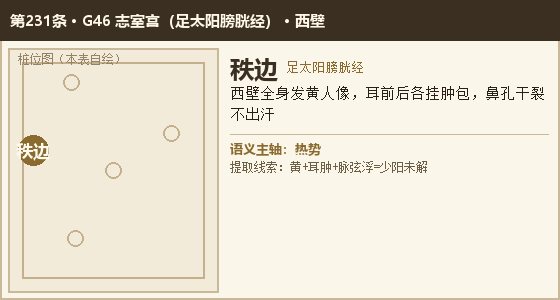 第231条・G46 志室宫（足太阳膀胱经）・西壁
桩位图（本表自绘）
秩边
秩边 足太阳膀胱经
西壁全身发黄人像，耳前后各挂肿包，鼻孔干裂
不出汗
语义主轴：热势
提取线索：黄+耳肿+脉弦浮=少阳未解